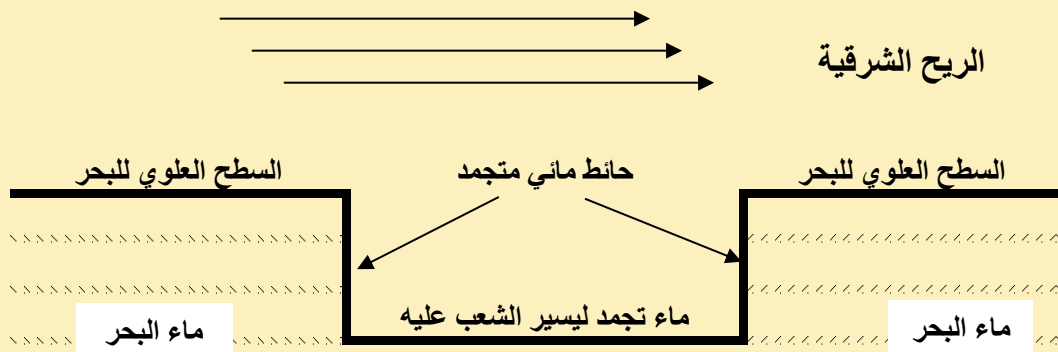 الريح الشرقية
السطح العلوي للبحر
حائط مائي متجمد
السطح العلوي للبحر
ماء تجمد ليسير الشعب عليه
ماء البحر
ماء البحر